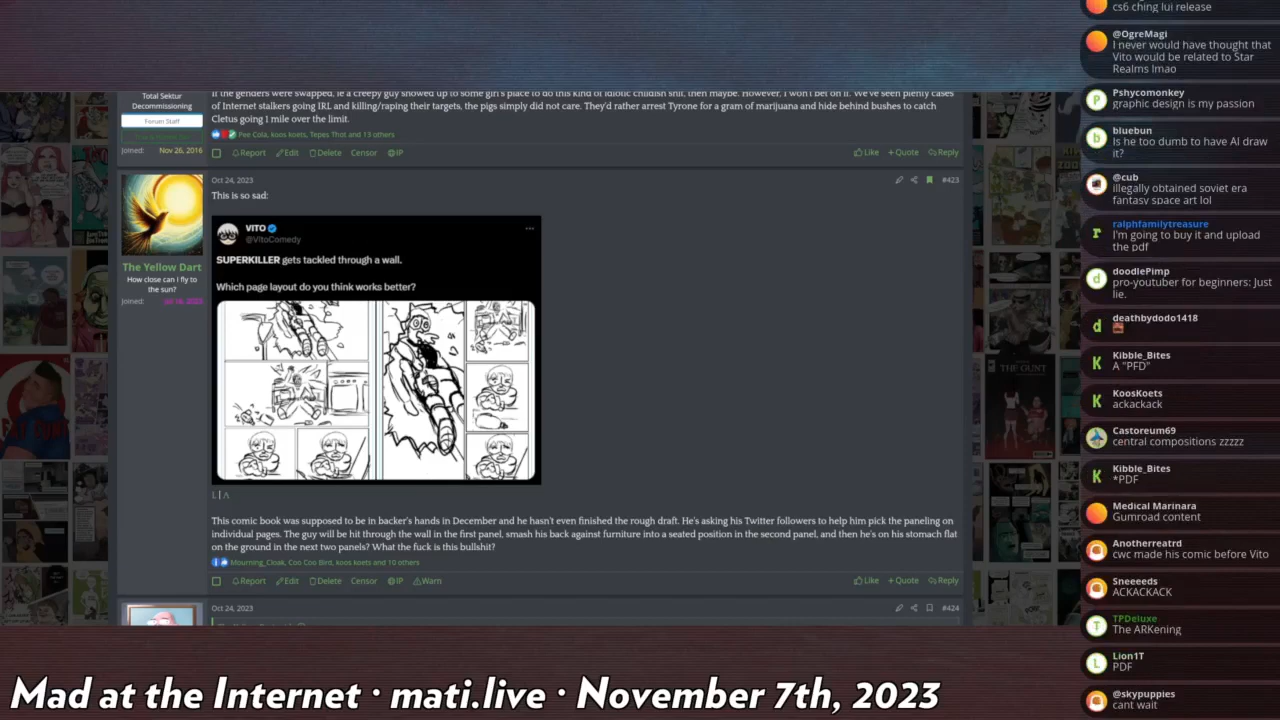 Total Sektur
Decommissioning
Forum Staff
Joined: Nov 26, 2016
If the genders were swapped, ie a creepy guy showed up to some girl's place to do this kind of idiotic childish shit, then maybe. However, I won't bet on it. We've seen plenty cases
of Internet stalkers going IRL and killing/raping their targets, the pigs simply did not care. They'd rather arrest Tyrone for a gram of marijuana and hide behind bushes to catch
Cletus going 1 mile over the limit.
Pee Cola, koos koets, Tepes Thot and 13 others
Report Edit Delete Censor IP
Like + Quote Reply
Oct 24, 2023
#423
This is so sad:
The Yellow Dart
How close can I fly to
the sun?
Joined: Jul 16, 2023
VITO
@VitoComedy
SUPERKILLER gets tackled through a wall.
Which page layout do you think works better?
L | A
This comic book was supposed to be in backer's hands in December and he hasn't even finished the rough draft. He's asking his Twitter followers to help him pick the paneling on
individual pages. The guy will be hit through the wall in the first panel, smash his back against furniture into a seated position in the second panel, and then he's on his stomach flat
on the ground in the next two panels? What the fuck is this bullshit?
Mourning_Cloak, Coo Coo Bird, koos koets and 10 others
Report Edit Delete Censor IP Warn
Like + Quote Reply
Oct 24, 2023
#424
THE GUNT
cs6 ching lui release
@OgreMagi
I never would have thought that
Vito would be related to Star
Realms lmao
Pshycomonkey
graphic design is my passion
bluebun
Is he too dumb to have AI draw
it?
@cub
illegally obtained soviet era
fantasy space art lol
ralphfamilytreasure
I'm going to buy it and upload
the pdf
doodlePimp
pro-youtuber for beginners: Just
lie.
deathbydodo1418
Kibble_Bites
A "PFD"
KoosKoets
ackackack
Castoreum69
central compositions zzzzz
Kibble_Bites
*PDF
Medical Marinara
Gumroad content
Anotherreatrd
cwc made his comic before Vito
Sneeeeds
ACKACKACK
TPDeluxe
The ARKening
Lion1T
PDF
@skypuppies
cant wait
Mad at the Internet · mati.live · November 7th, 2023